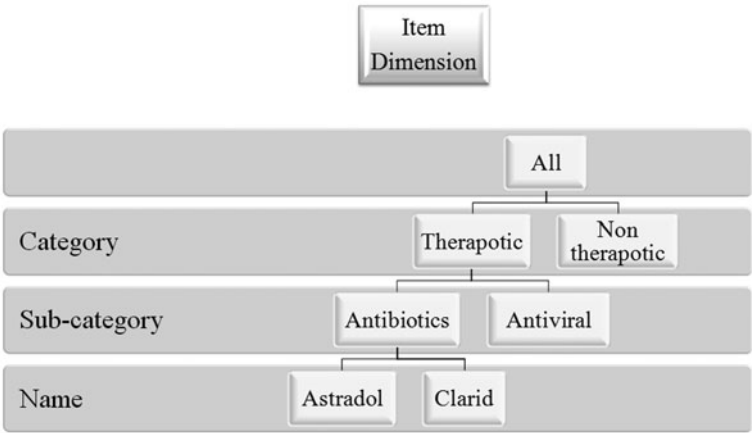 Item
Dimension
All
Category
Therapotic
Non
therapotic
Sub-category
Antibiotics
Antiviral
Name
Astradol
Clarid